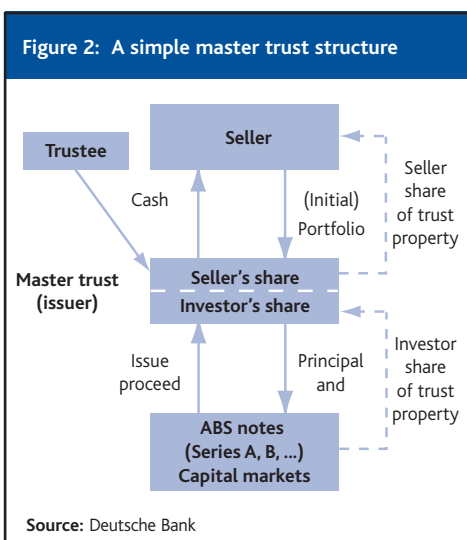 Figure 2: A simple master trust structure
Trustee
Seller
Cash
(Initial)
Portfolio
Seller
share
of trust
property
Master trust
(issuer)
Seller's share
Investor's share
Issue
proceed
Principal
and
Investor
share
of trust
property
ABS notes
(Series A, B, ...)
Capital markets
Source: Deutsche Bank